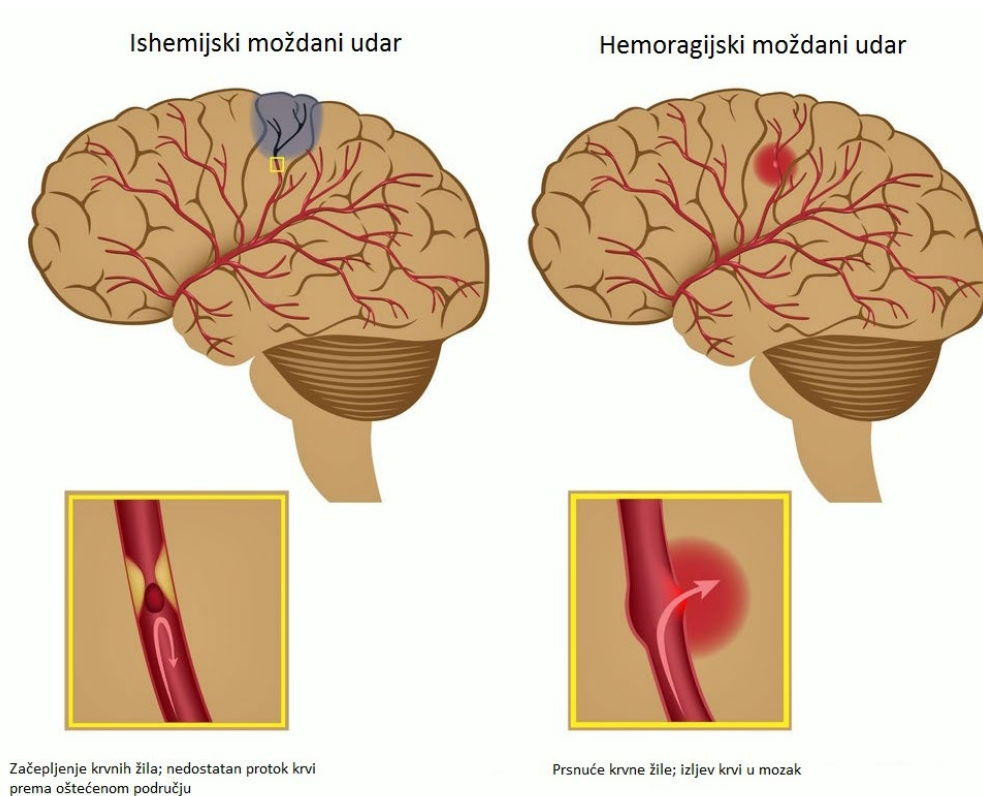 Ishemijski moždani udar
Hemoragijski moždani udar
Začepljenje krvnih žila; nedostatan protok krvi
prema oštećenom području
Prsnuće krvne žile; izljev krvi u mozak